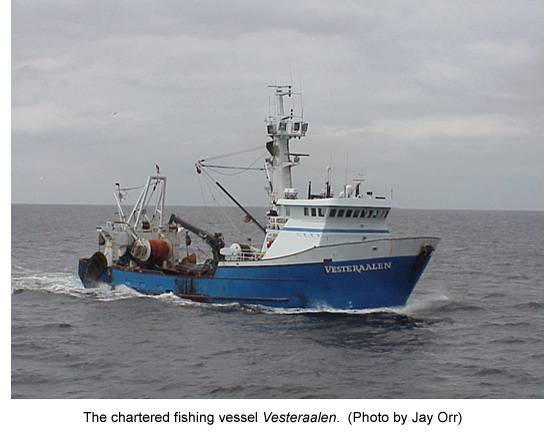 VESTERAALEN
The chartered fishing vessel Vesteraalen. (Photo by Jay Orr)